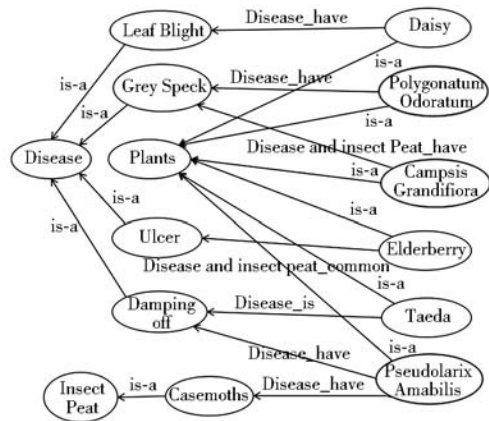 Leaf Blight
Disease_have
Daisy
is-a
is-a
Grey Speck
Disease_have
Polygonatum
Odoratum
is-a
is-a
Disease and insect Peat_have
Disease
Plants
is-a
Campsis
Grandifiora
is-a
is-a
Ulcer
Elderberry
is-a
Disease and insect peat_common
is-a
Damping
off
Disease_is
Taeda
Disease_have
is-a
Pseudolarix
Amabilis
Insect
Peat
is-a
Casemoths
Disease_have